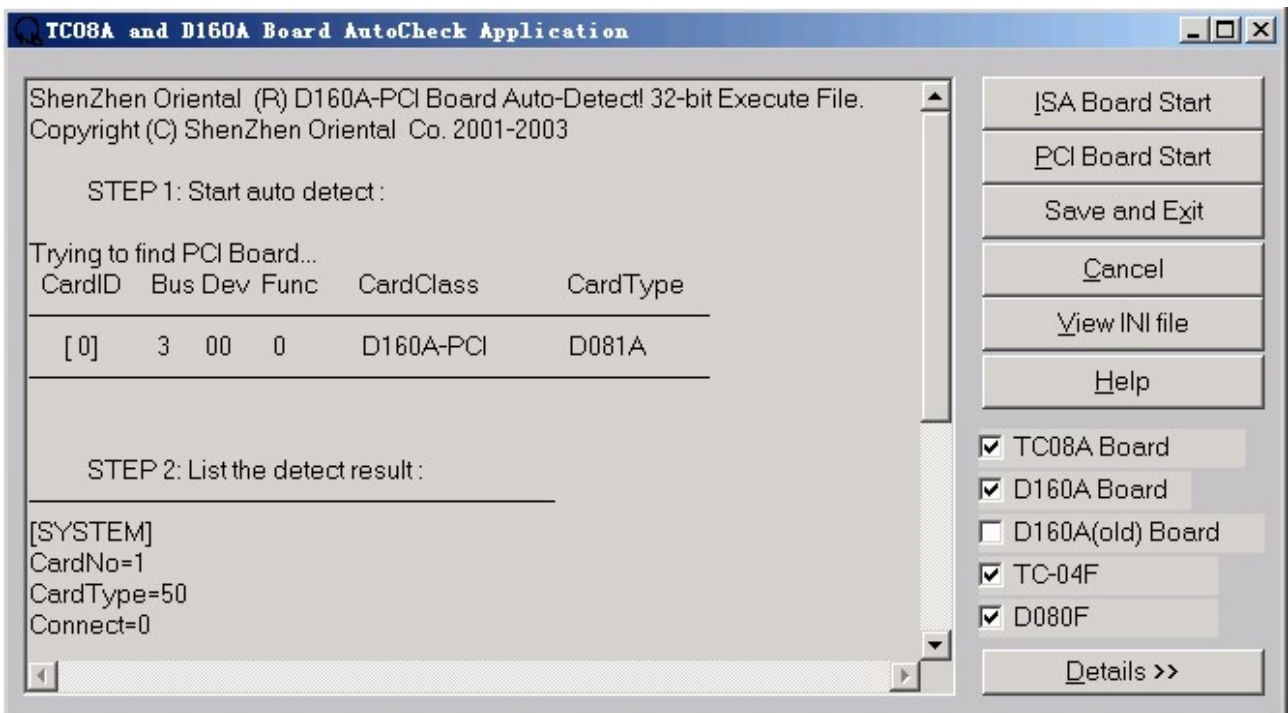 TC08A and D160A Board AutoCheck Application
ShenZhen Oriental (R) D160A-PCI Board Auto-Detect! 32-bit Execute File.
Copyright (C) ShenZhen Oriental Co. 2001-2003
STEP 1: Start auto detect :
Trying to find PCI Board...
CardID Bus Dev Func CardClass CardType
[ 0] 3 00 0 D160A-PCI D081A
STEP 2: List the detect result :
[SYSTEM]
CardNo=1
CardType=50
Connect=0
ISA Board Start
PCI Board Start
Save and Exit
Cancel
View INI file
Help
TC08A Board
D160A Board
D160A(old) Board
TC-04F
D080F
Details >>